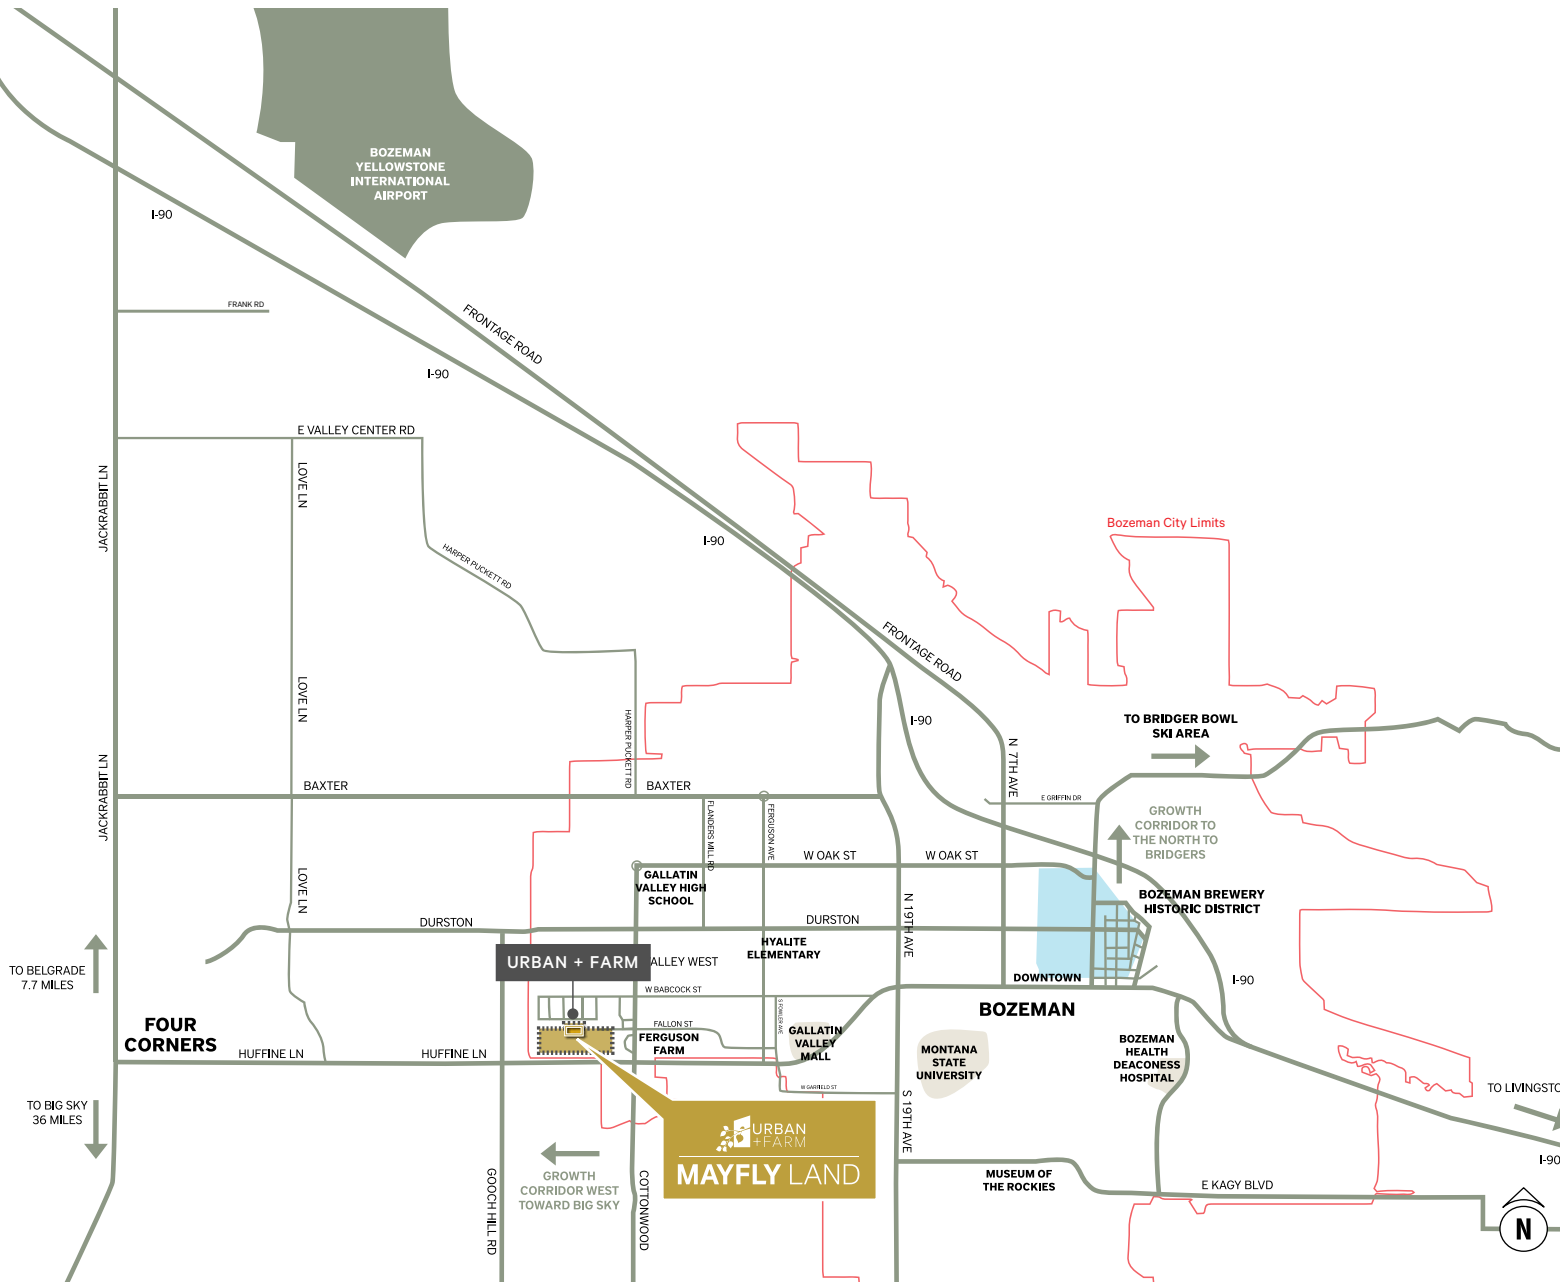 BOZEMAN
YELLOWSTONE
INTERNATIONAL
AIRPORT
I-90
FRANK RD
FRONTAGE ROAD
I-90
E VALLEY CENTER RD
LOVE LN
JACKRABBIT LN
I-90
HARPER PUCKETT RD
Bozeman City Limits
FRONTAGE ROAD
LOVE LN
HARPER PUCKETT RD
I-90
TO BRIDGER BOWL
SKI AREA
N 7TH AVE
JACKRABBIT LN
BAXTER
BAXTER
E GRIFFIN DR
FLANDERS MILL RD
FERGUSON AVE
GROWTH
CORRIDOR TO
THE NORTH TO
BRIDGERS
W OAK ST
W OAK ST
GALLATIN
VALLEY HIGH
SCHOOL
LOVE LN
N 19TH AVE
BOZEMAN BREWERY
HISTORIC DISTRICT
DURSTON
DURSTON
HYALITE
ELEMENTARY
URBAN + FARM
ALLEY WEST
TO BELGRADE
7.7 MILES
DOWNTOWN
I-90
W BABCOCK ST
BOZEMAN
S FOWLER AVE
FOUR
CORNERS
FALLON ST
FERGUSON
FARM
GALLATIN
VALLEY
MALL
HUFFINE LN
HUFFINE LN
MONTANA
STATE
UNIVERSITY
BOZEMAN
HEALTH
DEACONESS
HOSPITAL
W GARFIELD ST
TO LIVINGSTO
TO BIG SKY
36 MILES
S 19TH AVE
URBAN
+FARM
MAYFLY LAND
I-90
GROWTH
CORRIDOR WEST
TOWARD BIG SKY
GOOCH HILL RD
COTTONWOOD
MUSEUM OF
THE ROCKIES
E KAGY BLVD
N